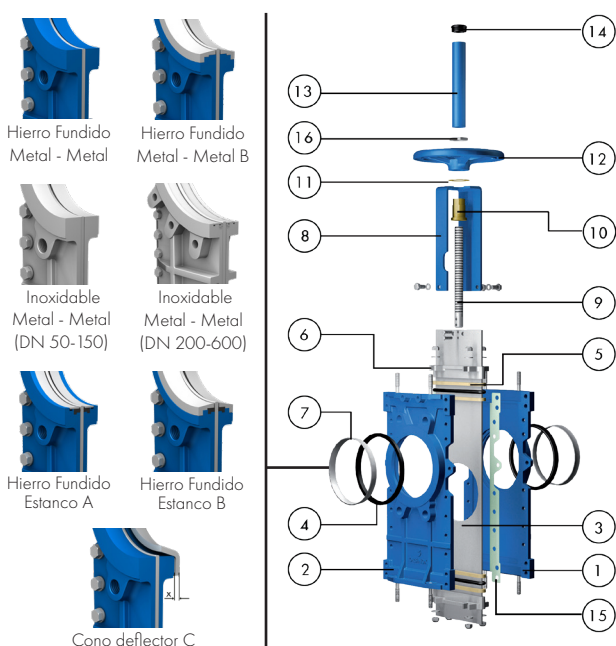 Hierro Fundido
Metal - Metal
Hierro Fundido
Metal - Metal B
Inoxidable
Metal - Metal
(DN 50-150)
Inoxidable
Metal - Metal
(DN 200-600)
Hierro Fundido
Estanco A
Hierro Fundido
Estanco B
x
Cono deflector C
14
13
16
12
11
8
10
9
6
5
7
4
3
2
1
15